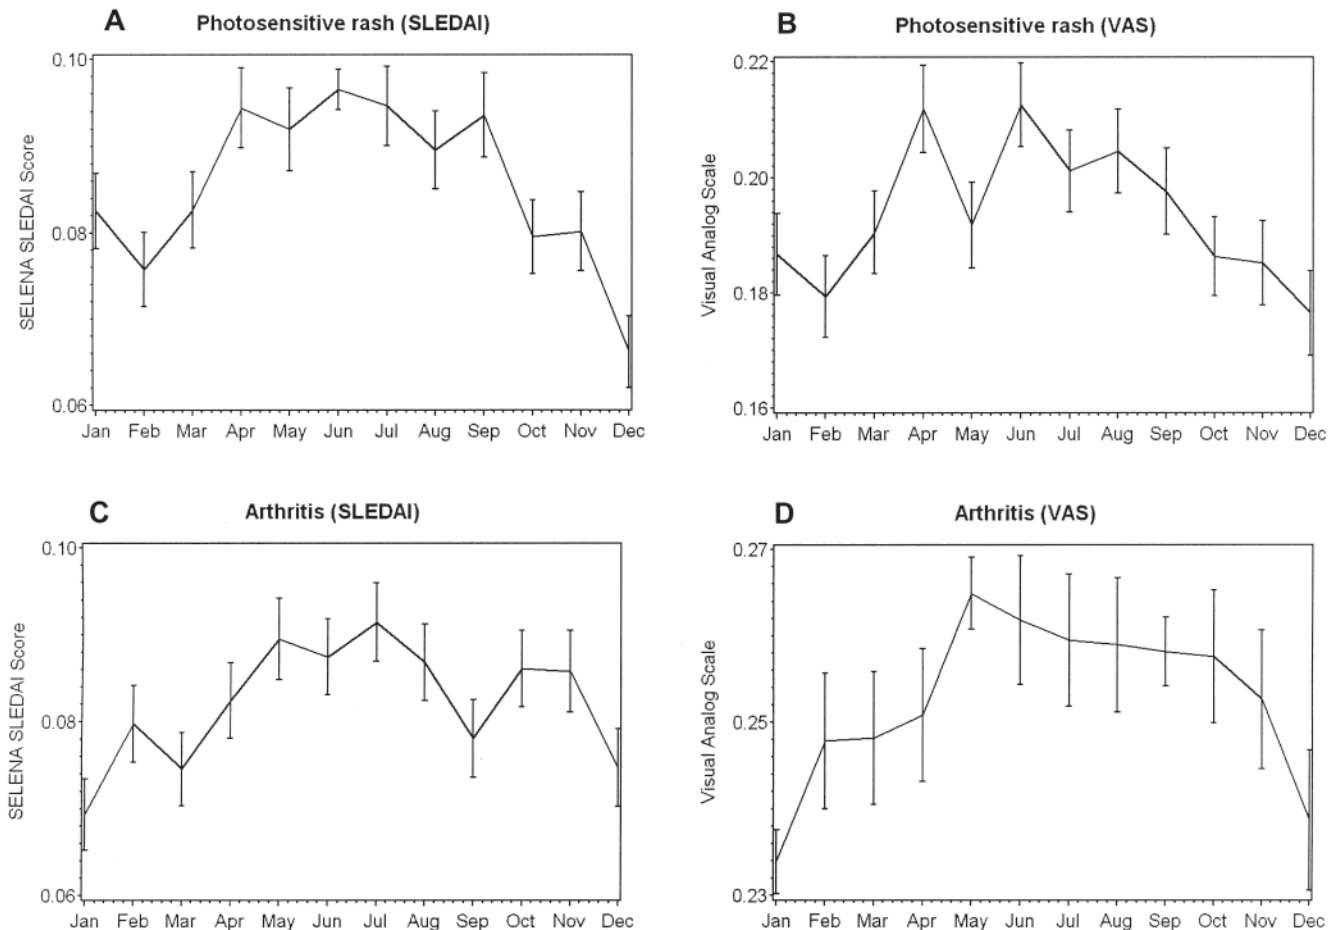 A Photosensitive rash (SLEDAI)
0.10
0.08
0.06
SELENA SLEDAI Score
Jan Feb Mar Apr May Jun Jul Aug Sep Oct Nov Dec
B Photosensitive rash (VAS)
0.22
0.20
0.18
0.16
Visual Analog Scale
Jan Feb Mar Apr May Jun Jul Aug Sep Oct Nov Dec
C Arthritis (SLEDAI)
0.10
0.08
0.06
SELENA SLEDAI Score
Jan Feb Mar Apr May Jun Jul Aug Sep Oct Nov Dec
D Arthritis (VAS)
0.27
0.25
0.23
Visual Analog Scale
Jan Feb Mar Apr May Jun Jul Aug Sep Oct Nov Dec